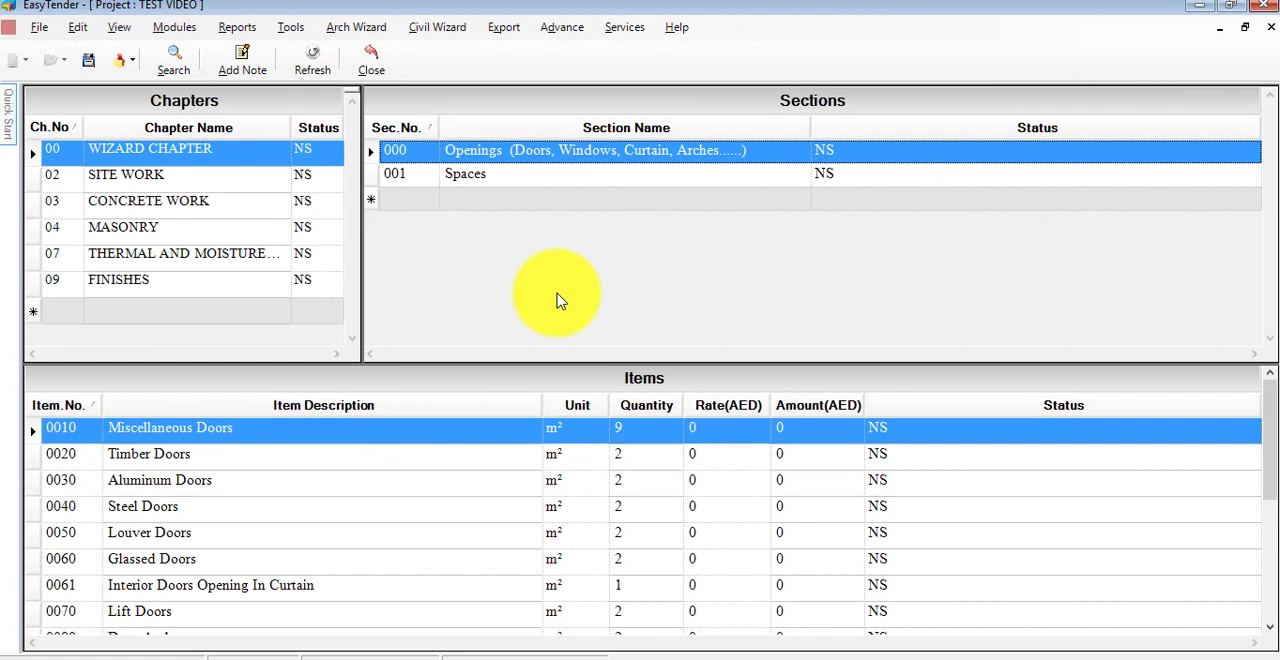 EasyTender - [ Project : TEST VIDEO ]
File Edit View Modules Reports Tools Arch Wizard Civil Wizard Export Advance Services Help
Search Add Note Refresh Close
Quick Start
Chapters
Ch.No Chapter Name Status
00 WIZARD CHAPTER NS
02 SITE WORK NS
03 CONCRETE WORK NS
04 MASONRY NS
07 THERMAL AND MOISTURE... NS
09 FINISHES NS
Sections
Sec.No. Section Name Status
000 Openings (Doors, Windows, Curtain, Arches......) NS
001 Spaces NS
Items
Item.No. Item Description Unit Quantity Rate(AED) Amount(AED) Status
0010 Miscellaneous Doors m² 9 0 0 NS
0020 Timber Doors m² 2 0 0 NS
0030 Aluminum Doors m² 2 0 0 NS
0040 Steel Doors m² 2 0 0 NS
0050 Louver Doors m² 2 0 0 NS
0060 Glassed Doors m² 2 0 0 NS
0061 Interior Doors Opening In Curtain m² 1 0 0 NS
0070 Lift Doors m² 2 0 0 NS